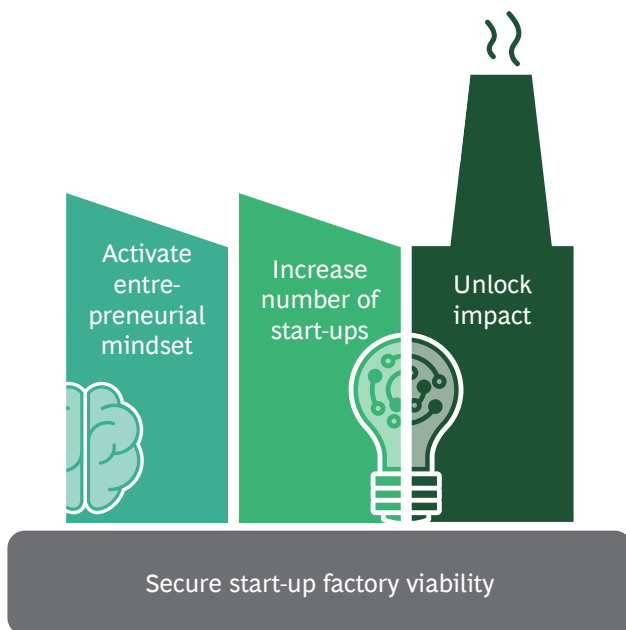 Activate
entre-
preneurial
mindset
Increase
number of
start-ups
Unlock
impact
Secure start-up factory viability